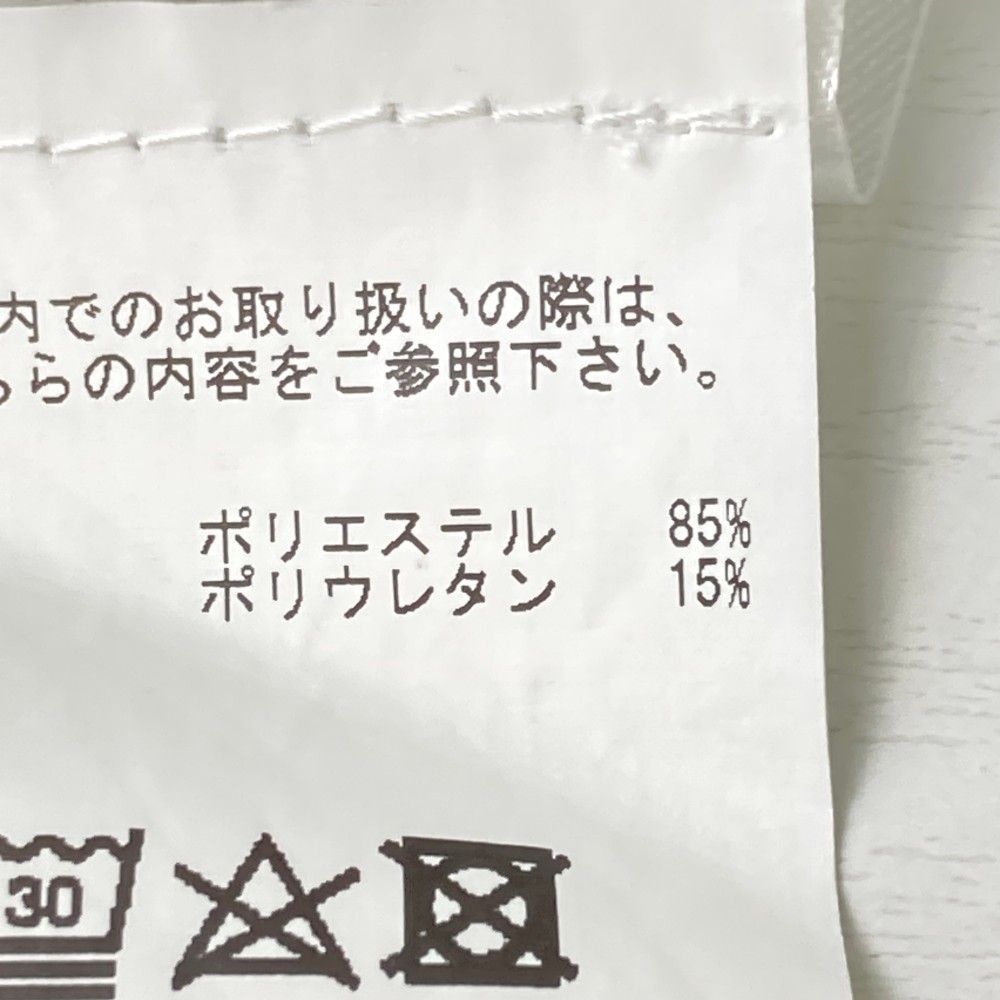 内でのお取り扱いの際は、
ちらの内容をご参照下さい。
ポリエステル 85%
ポリウレタン 15%
30